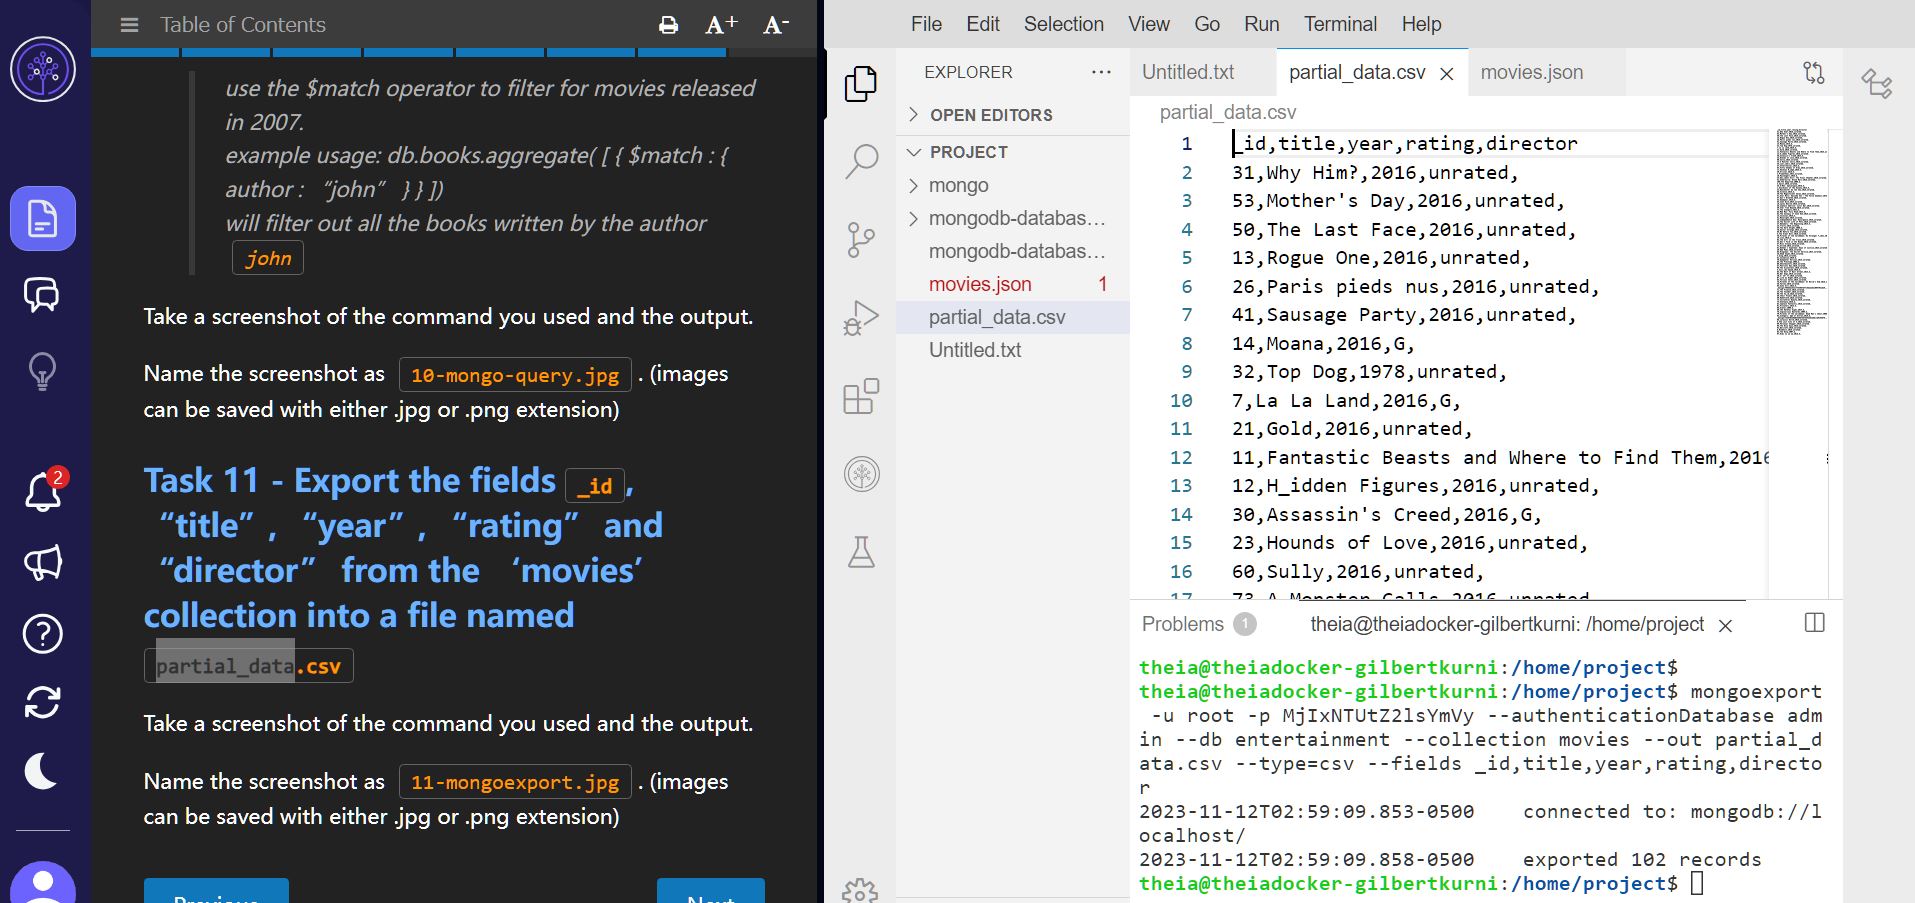 Table of Contents
A+ A-
use the $match operator to filter for movies released
in 2007.
example usage: db.books.aggregate( [ { $match : {
author : “john” } } ])
will filter out all the books written by the author
john
Take a screenshot of the command you used and the output.
Name the screenshot as 10-mongo-query.jpg . (images
can be saved with either .jpg or .png extension)
Task 11 - Export the fields _id ,
“title” , “year” , “rating” and
“director” from the ‘movies’
collection into a file named
partial_data.csv
Take a screenshot of the command you used and the output.
Name the screenshot as 11-mongoexport.jpg . (images
can be saved with either .jpg or .png extension)
Previous Next
2
File Edit Selection View Go Run Terminal Help
EXPLORER
OPEN EDITORS
PROJECT
mongo
mongodb-databas...
mongodb-databas...
movies.json 1
partial_data.csv
Untitled.txt
Untitled.txt partial_data.csv movies.json
partial_data.csv
1 _id,title,year,rating,director
2 31,Why Him?,2016,unrated,
3 53,Mother's Day,2016,unrated,
4 50,The Last Face,2016,unrated,
5 13,Rogue One,2016,unrated,
6 26,Paris pieds nus,2016,unrated,
7 41,Sausage Party,2016,unrated,
8 14,Moana,2016,G,
9 32,Top Dog,1978,unrated,
10 7,La La Land,2016,G,
11 21,Gold,2016,unrated,
12 11,Fantastic Beasts and Where to Find Them,2016
13 12,H_idden Figures,2016,unrated,
14 30,Assassin's Creed,2016,G,
15 23,Hounds of Love,2016,unrated,
16 60,Sully,2016,unrated,
17 73,A Monster Calls,2016,unrated
Problems 1 theia@theiadocker-gilbertkurni: /home/project
theia@theiadocker-gilbertkurni:/home/project$
theia@theiadocker-gilbertkurni:/home/project$ mongoexport
-u root -p MjIxNTUtZ2lsYmVy --authenticationDatabase adm
in --db entertainment --collection movies --out partial_d
ata.csv --type=csv --fields _id,title,year,rating,directo
r
2023-11-12T02:59:09.853-0500 connected to: mongodb://l
ocalhost/
2023-11-12T02:59:09.858-0500 exported 102 records
theia@theiadocker-gilbertkurni:/home/project$